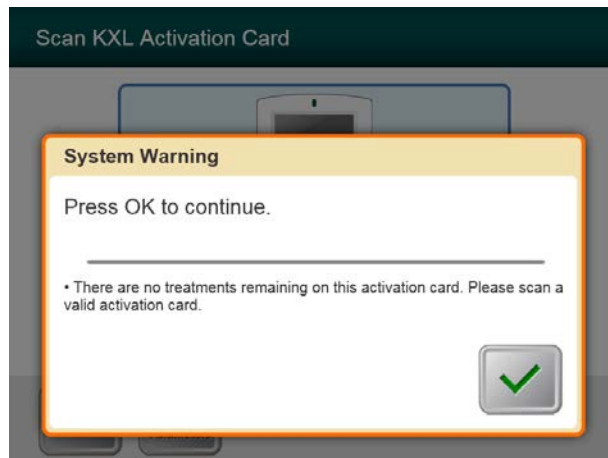 Scan KXL Activation Card
System Warning
Press OK to continue.
• There are no treatments remaining on this activation card. Please scan a
valid activation card.